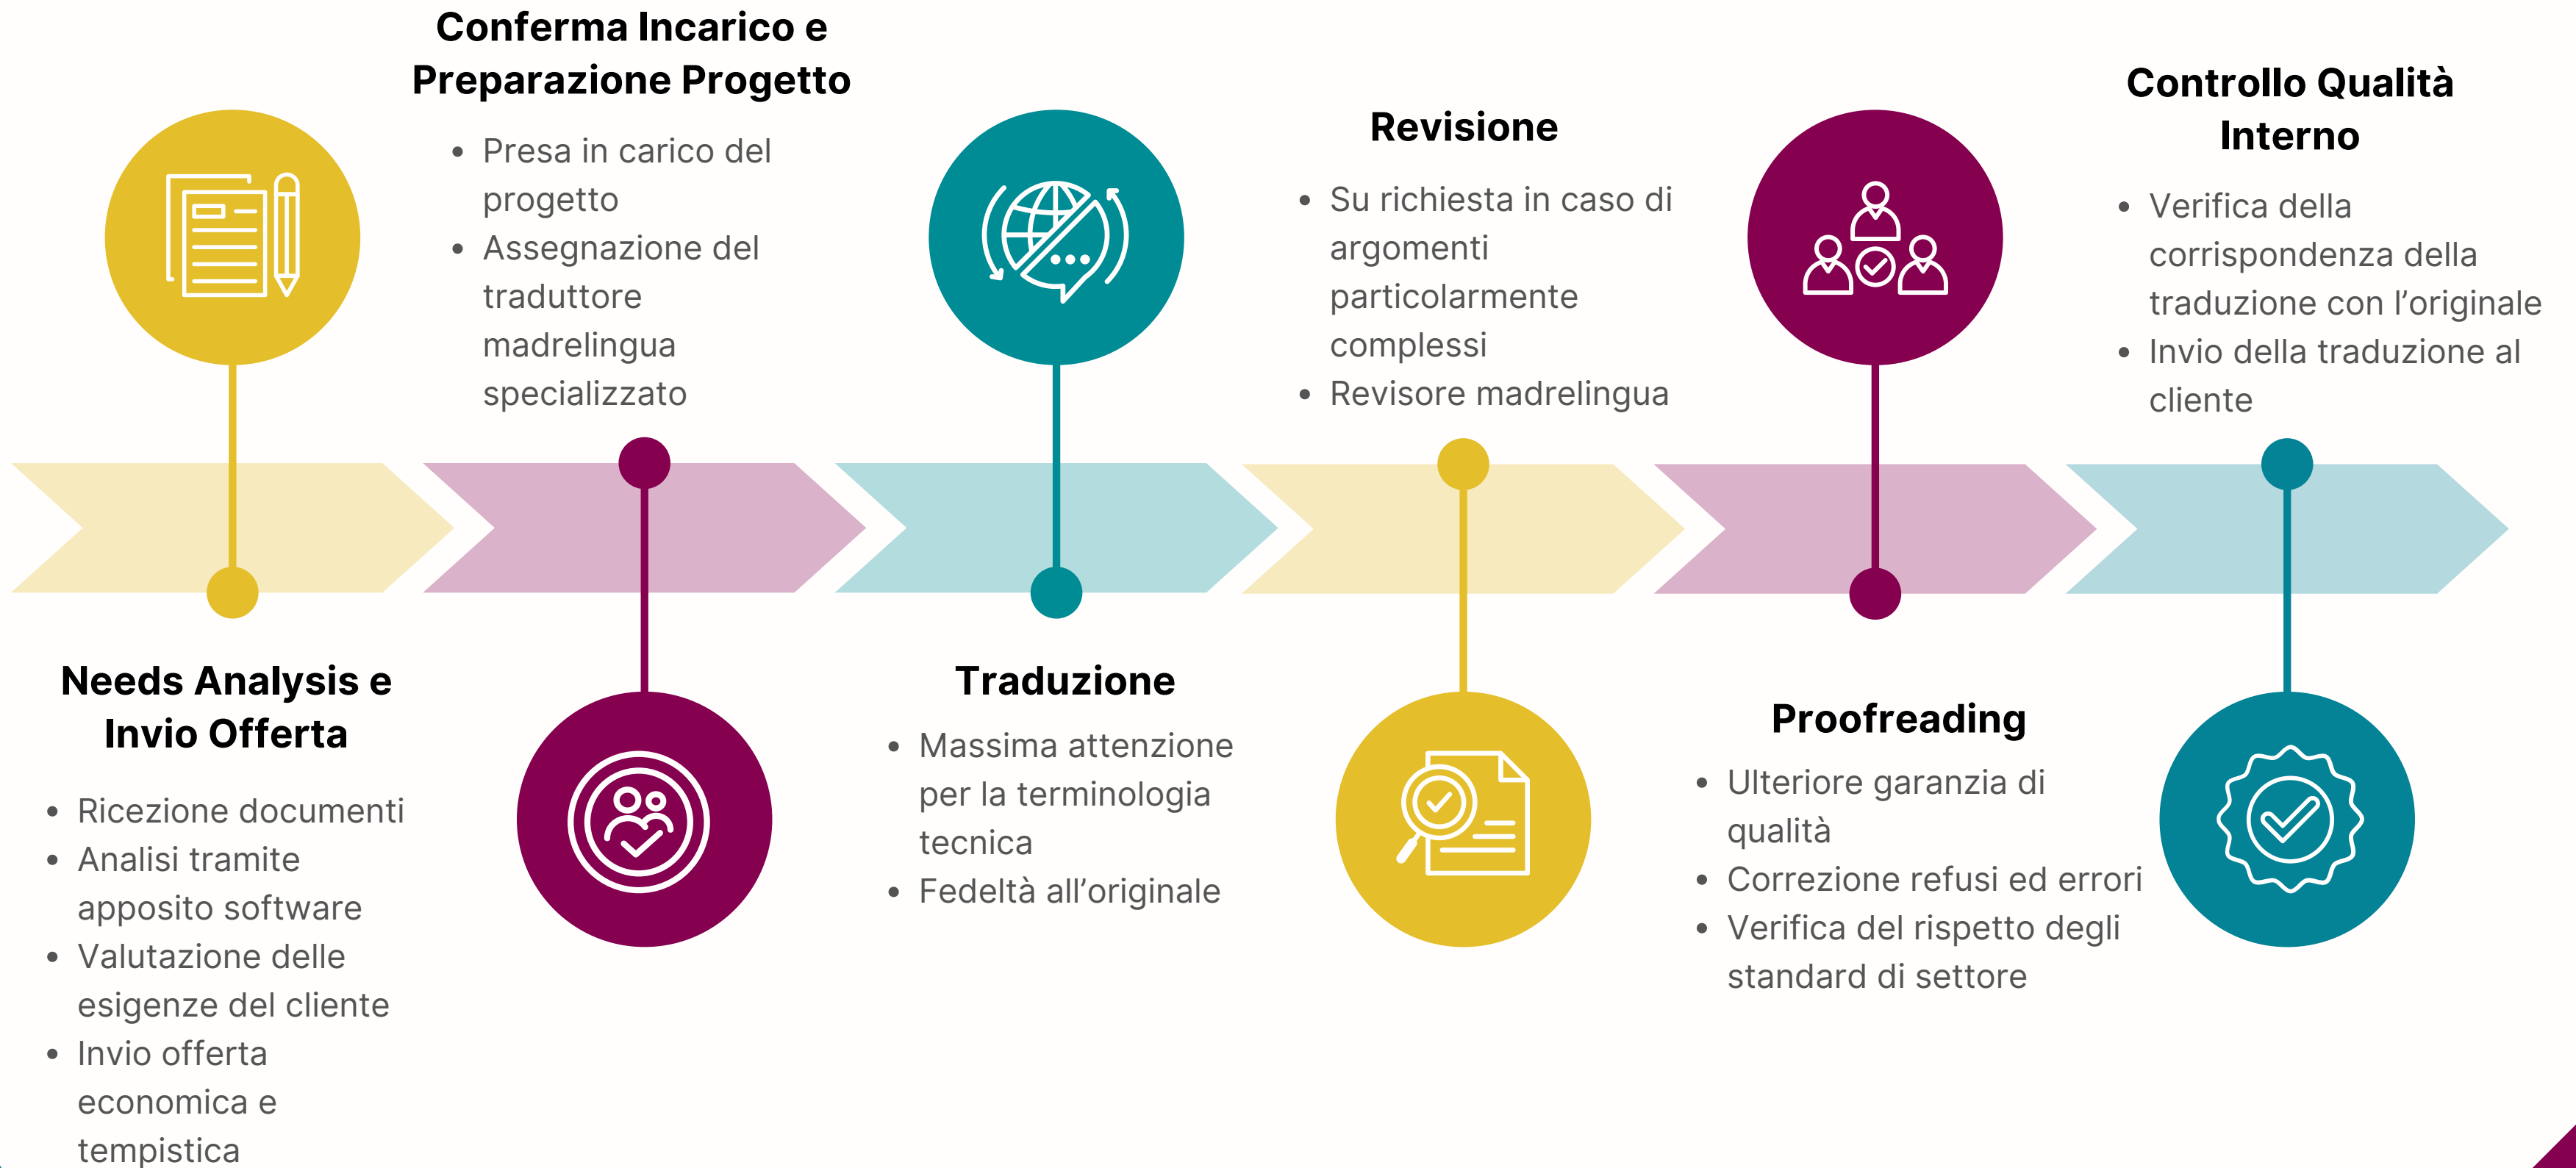 Needs Analysis e
Invio Offerta
• Ricezione documenti
• Analisi tramite
apposito software
• Valutazione delle
esigenze del cliente
• Invio offerta
economica e
tempistica
Conferma Incarico e
Preparazione Progetto
• Presa in carico del
progetto
• Assegnazione del
traduttore
madrelingua
specializzato
Traduzione
• Massima attenzione
per la terminologia
tecnica
• Fedeltà all’originale
Revisione
• Su richiesta in caso di
argomenti
particolarmente
complessi
• Revisore madrelingua
Proofreading
• Ulteriore garanzia di
qualità
• Correzione refusi ed errori
• Verifica del rispetto degli
standard di settore
Controllo Qualità
Interno
• Verifica della
corrispondenza della
traduzione con l’originale
• Invio della traduzione al
cliente